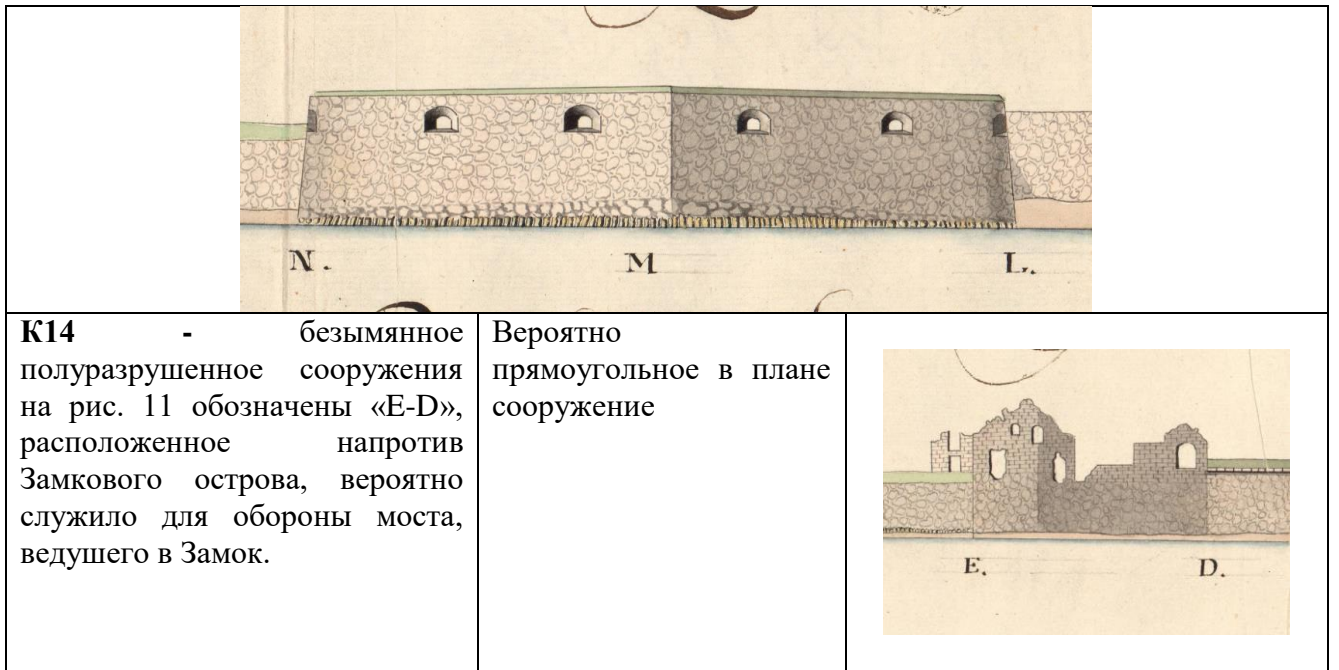 N. M L.
К14 - безымянное
полуразрушенное сооружения
на рис. 11 обозначены «E-D»,
расположенное напротив
Замкового острова, вероятно
служило для обороны моста,
ведушего в Замок.
Вероятно
прямоугольное в плане
сооружение
E. D.